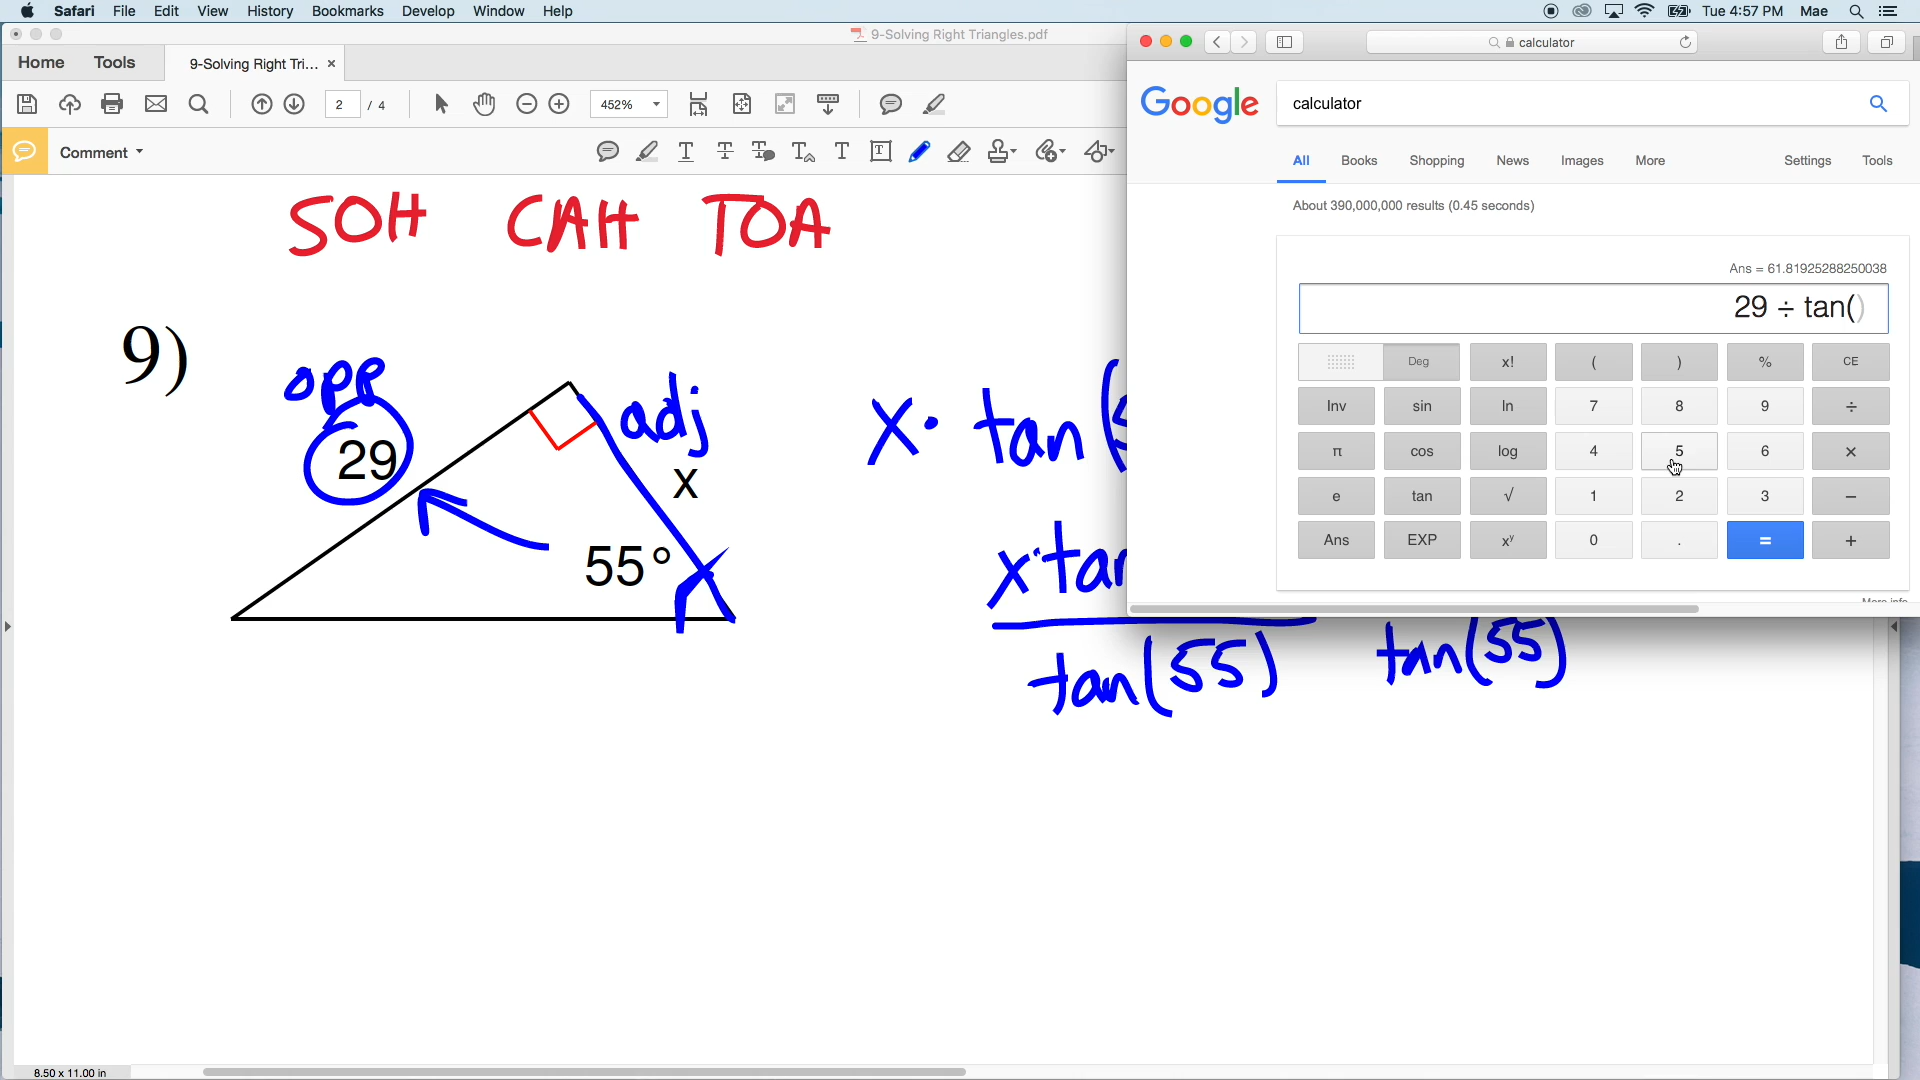 Safari File Edit View History Bookmarks Develop Window Help Tue 4:57 PM Mae
9-Solving Right Triangles.pdf
Home Tools 9-Solving Right Tri... ×
2 / 4 452%
Comment
SOH CAH TOA
9)
opp
29
adj
x
55°
x· tan(
x·tan
tan(55)
tan(55)
calculator
Google calculator
All Books Shopping News Images More Settings Tools
About 390,000,000 results (0.45 seconds)
Ans = 61.81925288250038
29 ÷ tan()
Deg x! ( ) % CE
Inv sin ln 7 8 9 ÷
π cos log 4 5 6 ×
e tan √ 1 2 3 −
Ans EXP xʸ 0 . = +
More info
8.50 x 11.00 in